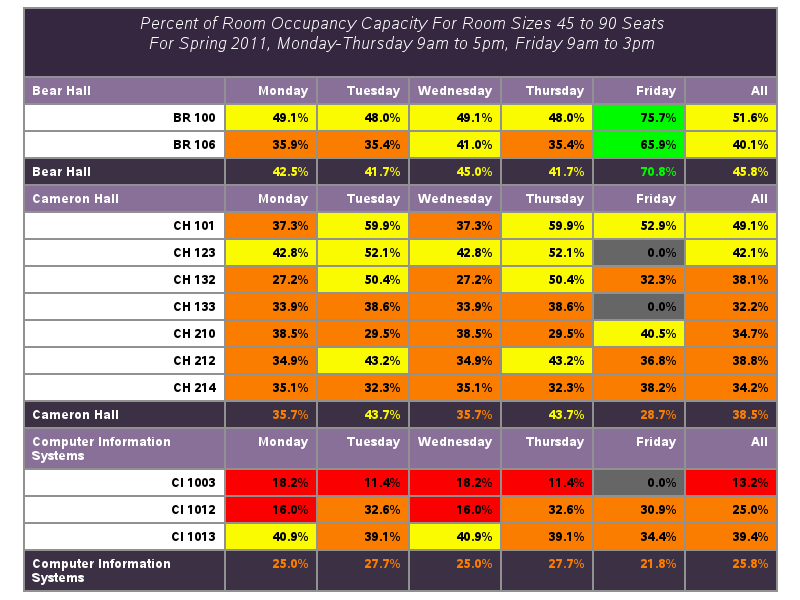 Percent of Room Occupancy Capacity For Room Sizes 45 to 90 Seats
For Spring 2011, Monday-Thursday 9am to 5pm, Friday 9am to 3pm
Bear Hall Monday Tuesday Wednesday Thursday Friday All
BR 100 49.1% 48.0% 49.1% 48.0% 75.7% 51.6%
BR 106 35.9% 35.4% 41.0% 35.4% 65.9% 40.1%
Bear Hall 42.5% 41.7% 45.0% 41.7% 70.8% 45.8%
Cameron Hall Monday Tuesday Wednesday Thursday Friday All
CH 101 37.3% 59.9% 37.3% 59.9% 52.9% 49.1%
CH 123 42.8% 52.1% 42.8% 52.1% 0.0% 42.1%
CH 132 27.2% 50.4% 27.2% 50.4% 32.3% 38.1%
CH 133 33.9% 38.6% 33.9% 38.6% 0.0% 32.2%
CH 210 38.5% 29.5% 38.5% 29.5% 40.5% 34.7%
CH 212 34.9% 43.2% 34.9% 43.2% 36.8% 38.8%
CH 214 35.1% 32.3% 35.1% 32.3% 38.2% 34.2%
Cameron Hall 35.7% 43.7% 35.7% 43.7% 28.7% 38.5%
Computer Information Monday Tuesday Wednesday Thursday Friday All
Systems
CI 1003 18.2% 11.4% 18.2% 11.4% 0.0% 13.2%
CI 1012 16.0% 32.6% 16.0% 32.6% 30.9% 25.0%
CI 1013 40.9% 39.1% 40.9% 39.1% 34.4% 39.4%
Computer Information 25.0% 27.7% 25.0% 27.7% 21.8% 25.8%
Systems